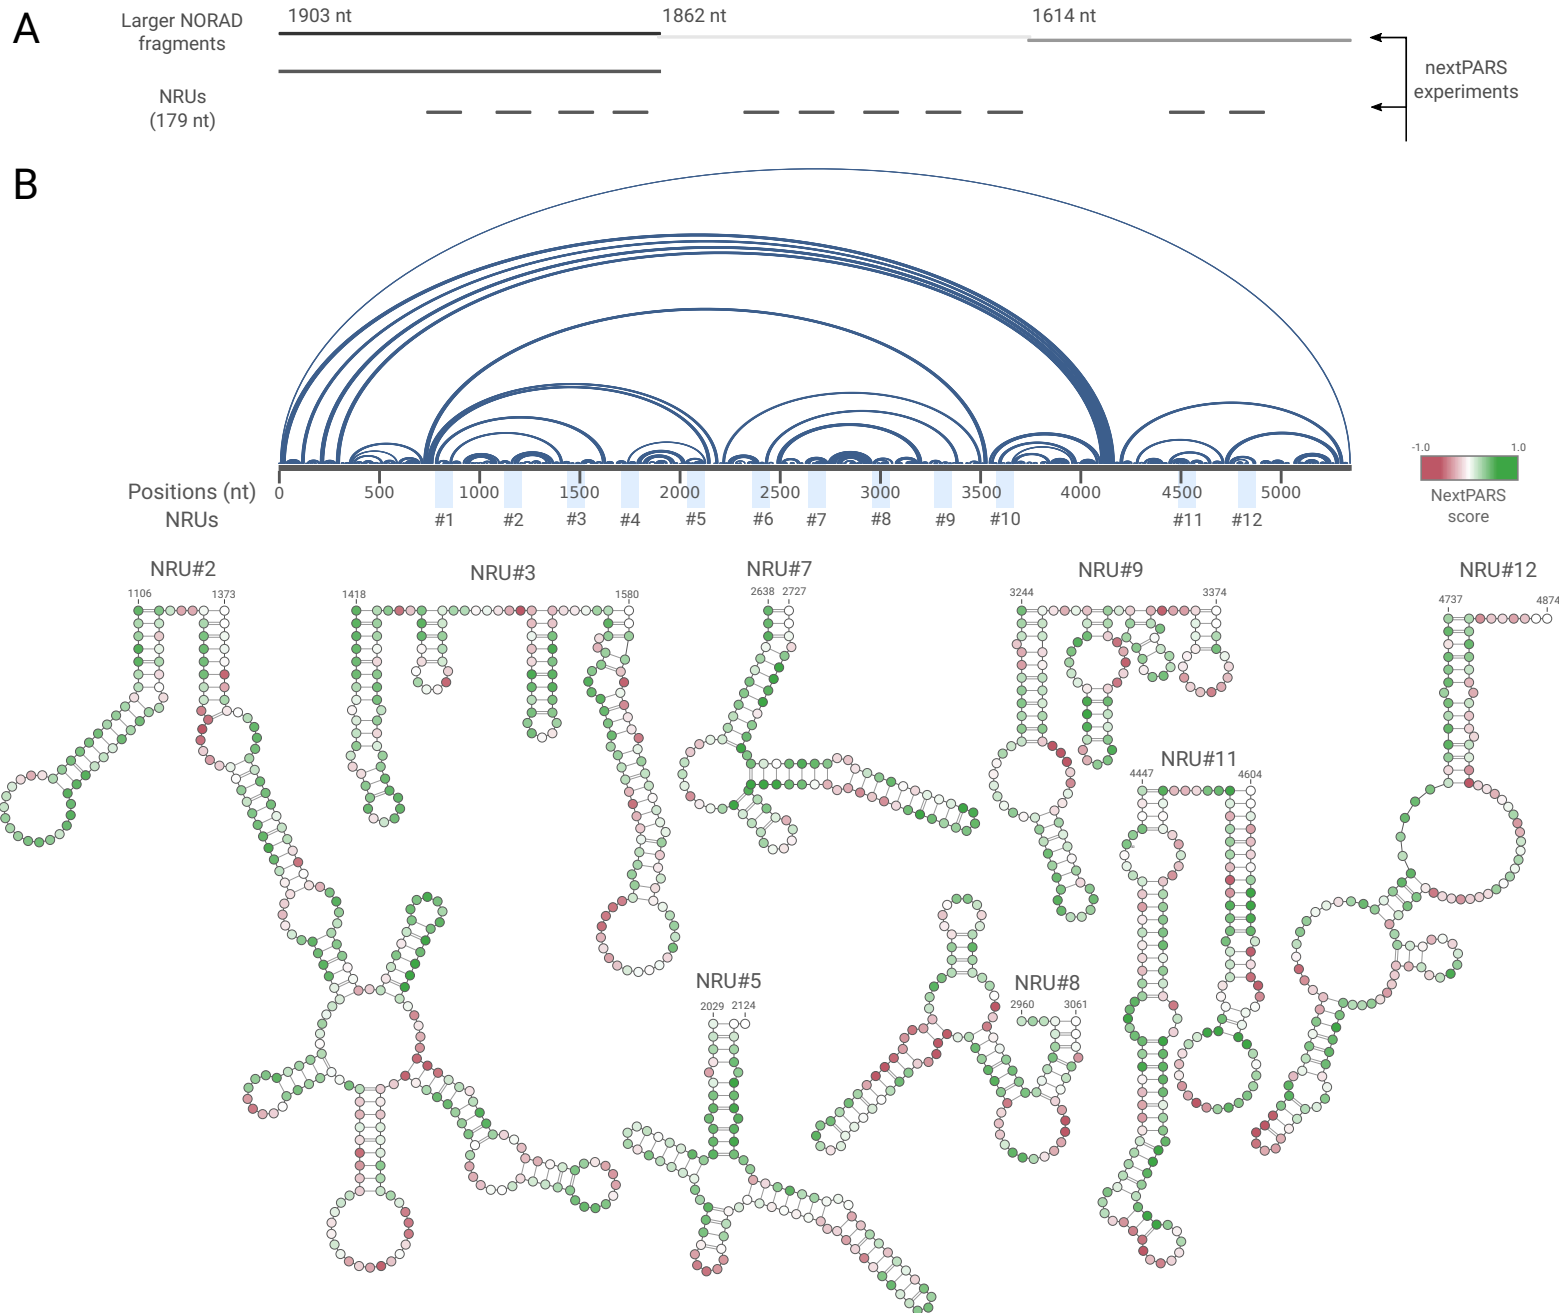 A
Larger NORAD
fragments
1903 nt
1862 nt
1614 nt
NRUs
(179 nt)
nextPARS
experiments
B
Positions (nt)
0 500 1000 1500 2000 2500 3000 3500 4000 4500 5000
NRUs
#1 #2 #3 #4 #5 #6 #7 #8 #9 #10 #11 #12
-1.0 1.0
NextPARS
score
NRU#2
1106 1373
NRU#3
1418 1580
NRU#7
2638 2727
NRU#9
3244 3374
NRU#12
4737 4874
NRU#11
4447 4604
NRU#5
2029 2124
NRU#8
2960 3061